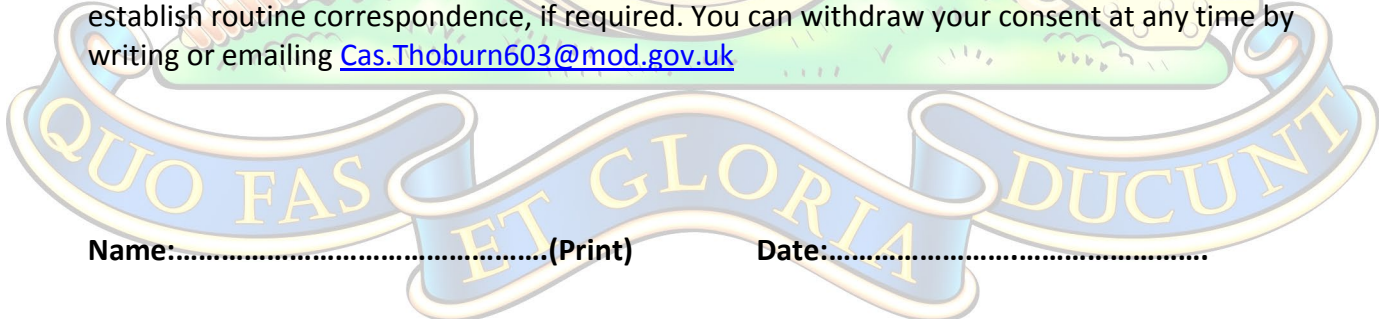 establish routine correspondence, if required. You can withdraw your consent at any time by
writing or emailing Cas.Thoburn603@mod.gov.uk
QUO FAS
ET GLORIA
DUCUNT
Name:………………………………………….(Print) Date:…………………….…………………….